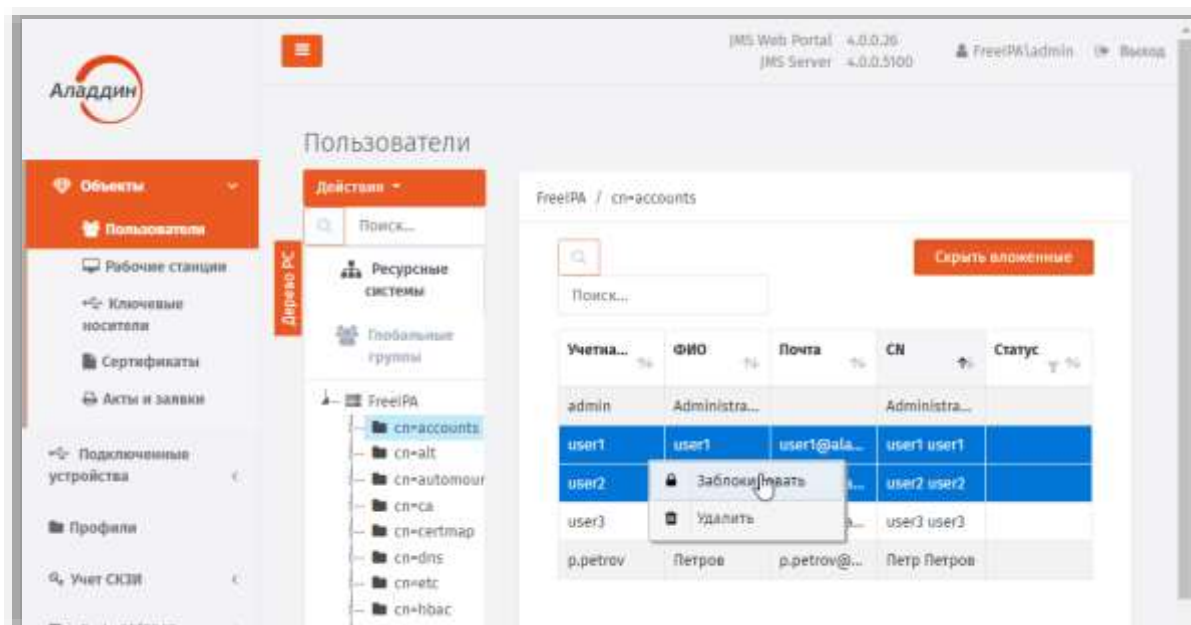 JMS Web Portal 4.0.0.26
JMS Server 4.0.0.5100
FreeIPA\admin
Выход
Аладдин
Объекты
Пользователи
Рабочие станции
Ключевые
носители
Сертификаты
Акты и заявки
Подключенные
устройства
Профили
Учет СКЗИ
Пользователи
Действия
Поиск...
Дерево РС
Ресурсные
системы
Глобальные
группы
FreeIPA
cn=accounts
cn=alt
cn=automour
cn=ca
cn=certmap
cn=dns
cn=etc
cn=hbac
FreeIPA / cn=accounts
Скрыть вложенные
Поиск...
Учетна... ФИО Почта CN Статус
admin Administra... Administra...
user1 user1 user1@ala... user1 user1
user2 user2 user2
user3 user3 user3
p.petrov Петров p.petrov@... Петр Петров
Заблокировать
Удалить